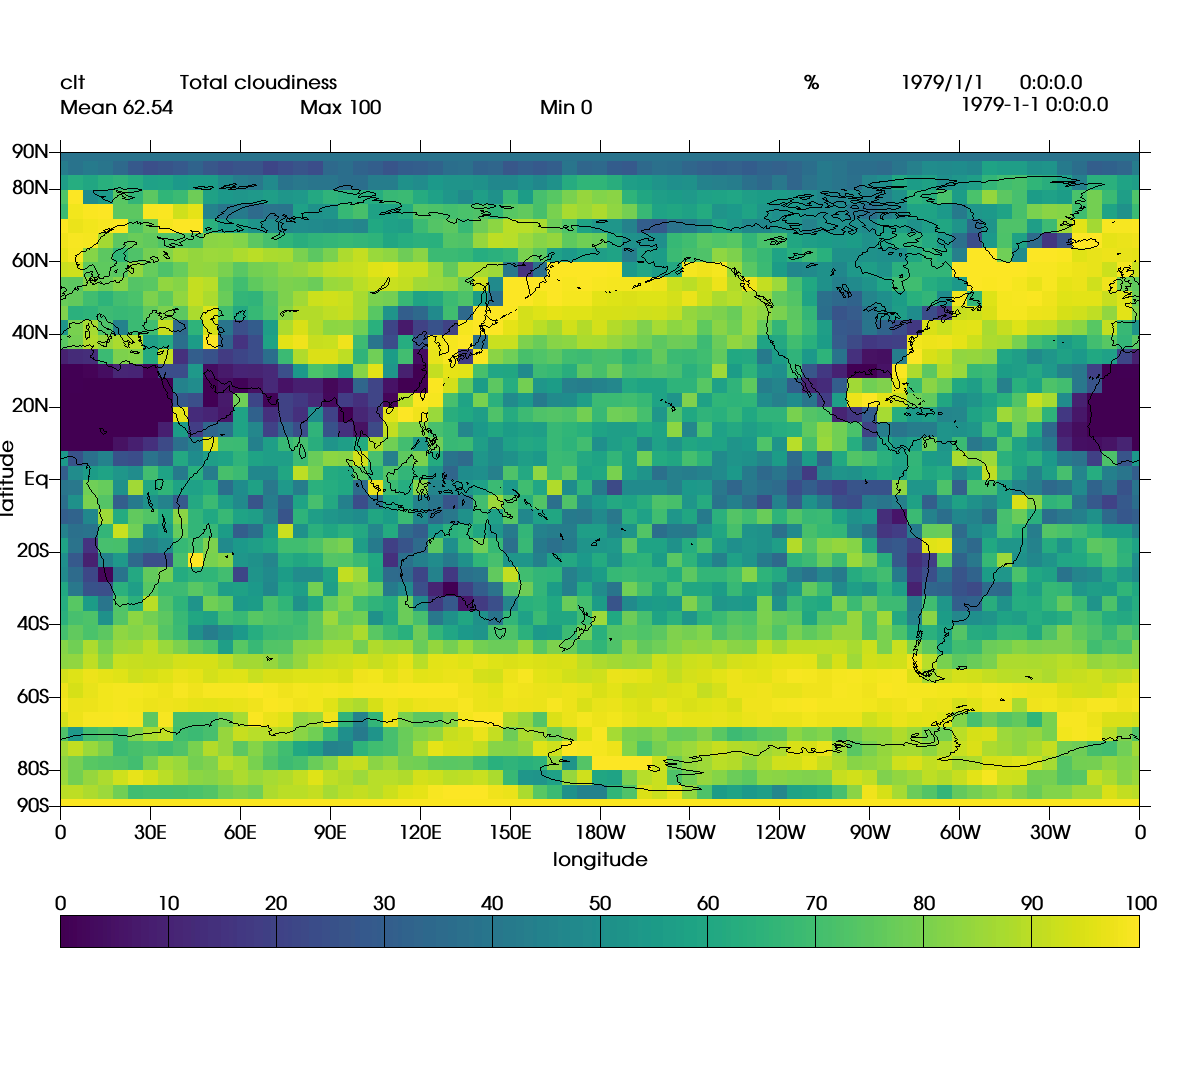 clt Total cloudiness % 1979/1/1 0:0:0.0
Mean 62.54 Max 100 Min 0 1979-1-1 0:0:0.0
90N
80N
60N
40N
20N
Eq
20S
40S
60S
80S
90S
latitude
0 30E 60E 90E 120E 150E 180W 150W 120W 90W 60W 30W 0
longitude
0 10 20 30 40 50 60 70 80 90 100